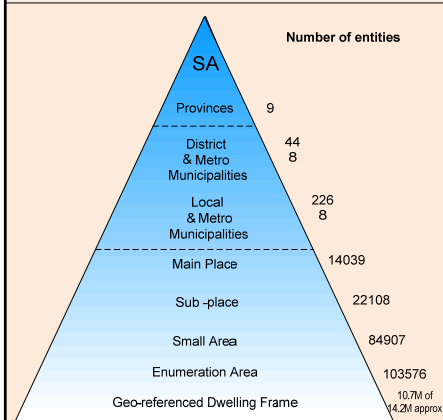 Number of entities
SA
Provinces 9
District 44
& Metro 8
Municipalities
Local 226
& Metro 8
Municipalities
Main Place 14039
Sub -place 22108
Small Area 84907
Enumeration Area 103576
Geo-referenced Dwelling Frame 10.7M of
14.2M approx